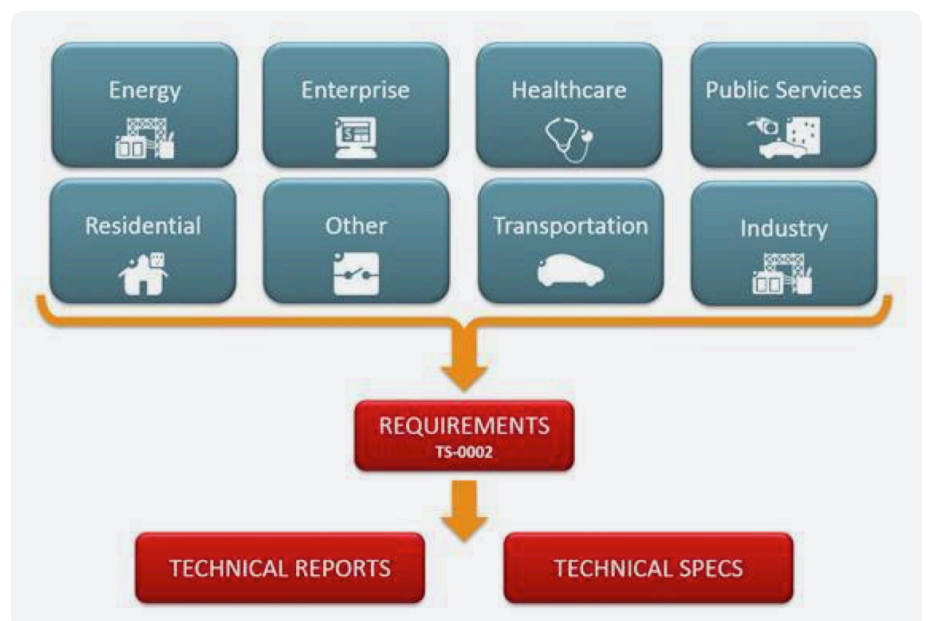 Energy
Enterprise
Healthcare
Public Services
Residential
Other
Transportation
Industry
REQUIREMENTS
TS-0002
TECHNICAL REPORTS
TECHNICAL SPECS